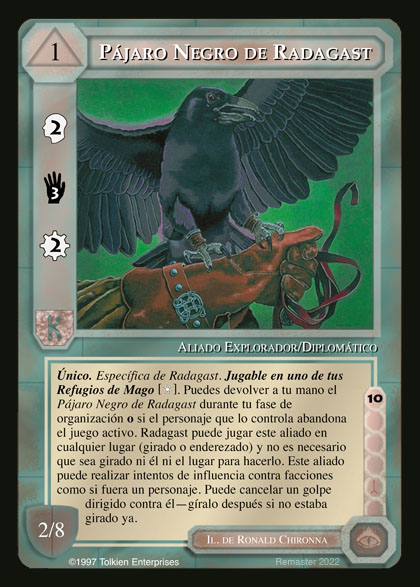 1
PÁJARO NEGRO DE RADAGAST
2
3
2
ALIADO EXPLORADOR/DIPLOMÁTICO
Único. Específica de Radagast. Jugable en uno de tus
Refugios de Mago [ ]. Puedes devolver a tu mano el
Pájaro Negro de Radagast durante tu fase de
organización o si el personaje que lo controla abandona
el juego activo. Radagast puede jugar este aliado en
cualquier lugar (girado o enderezado) y no es necesario
que sea girado ni él ni el lugar para hacerlo. Este aliado
puede realizar intentos de influencia contra facciones
como si fuera un personaje. Puede cancelar un golpe
dirigido contra él—gíralo después si no estaba
girado ya.
10
2/8
IL. DE RONALD CHIRONNA
©1997 Tolkien Enterprises
Remaster 2022